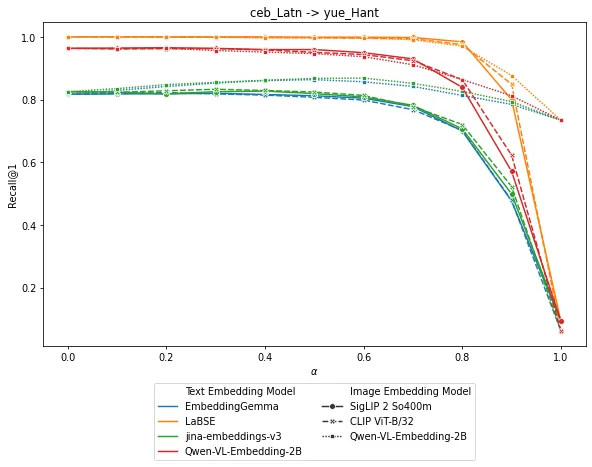 ceb_Latn -> yue_Hant
Recall@1
1.0
0.8
0.6
0.4
0.2
0.0 0.2 0.4 0.6 0.8 1.0
α
Text Embedding Model
EmbeddingGemma
LaBSE
jina-embeddings-v3
Qwen-VL-Embedding-2B
Image Embedding Model
SigLIP 2 So400m
CLIP ViT-B/32
Qwen-VL-Embedding-2B